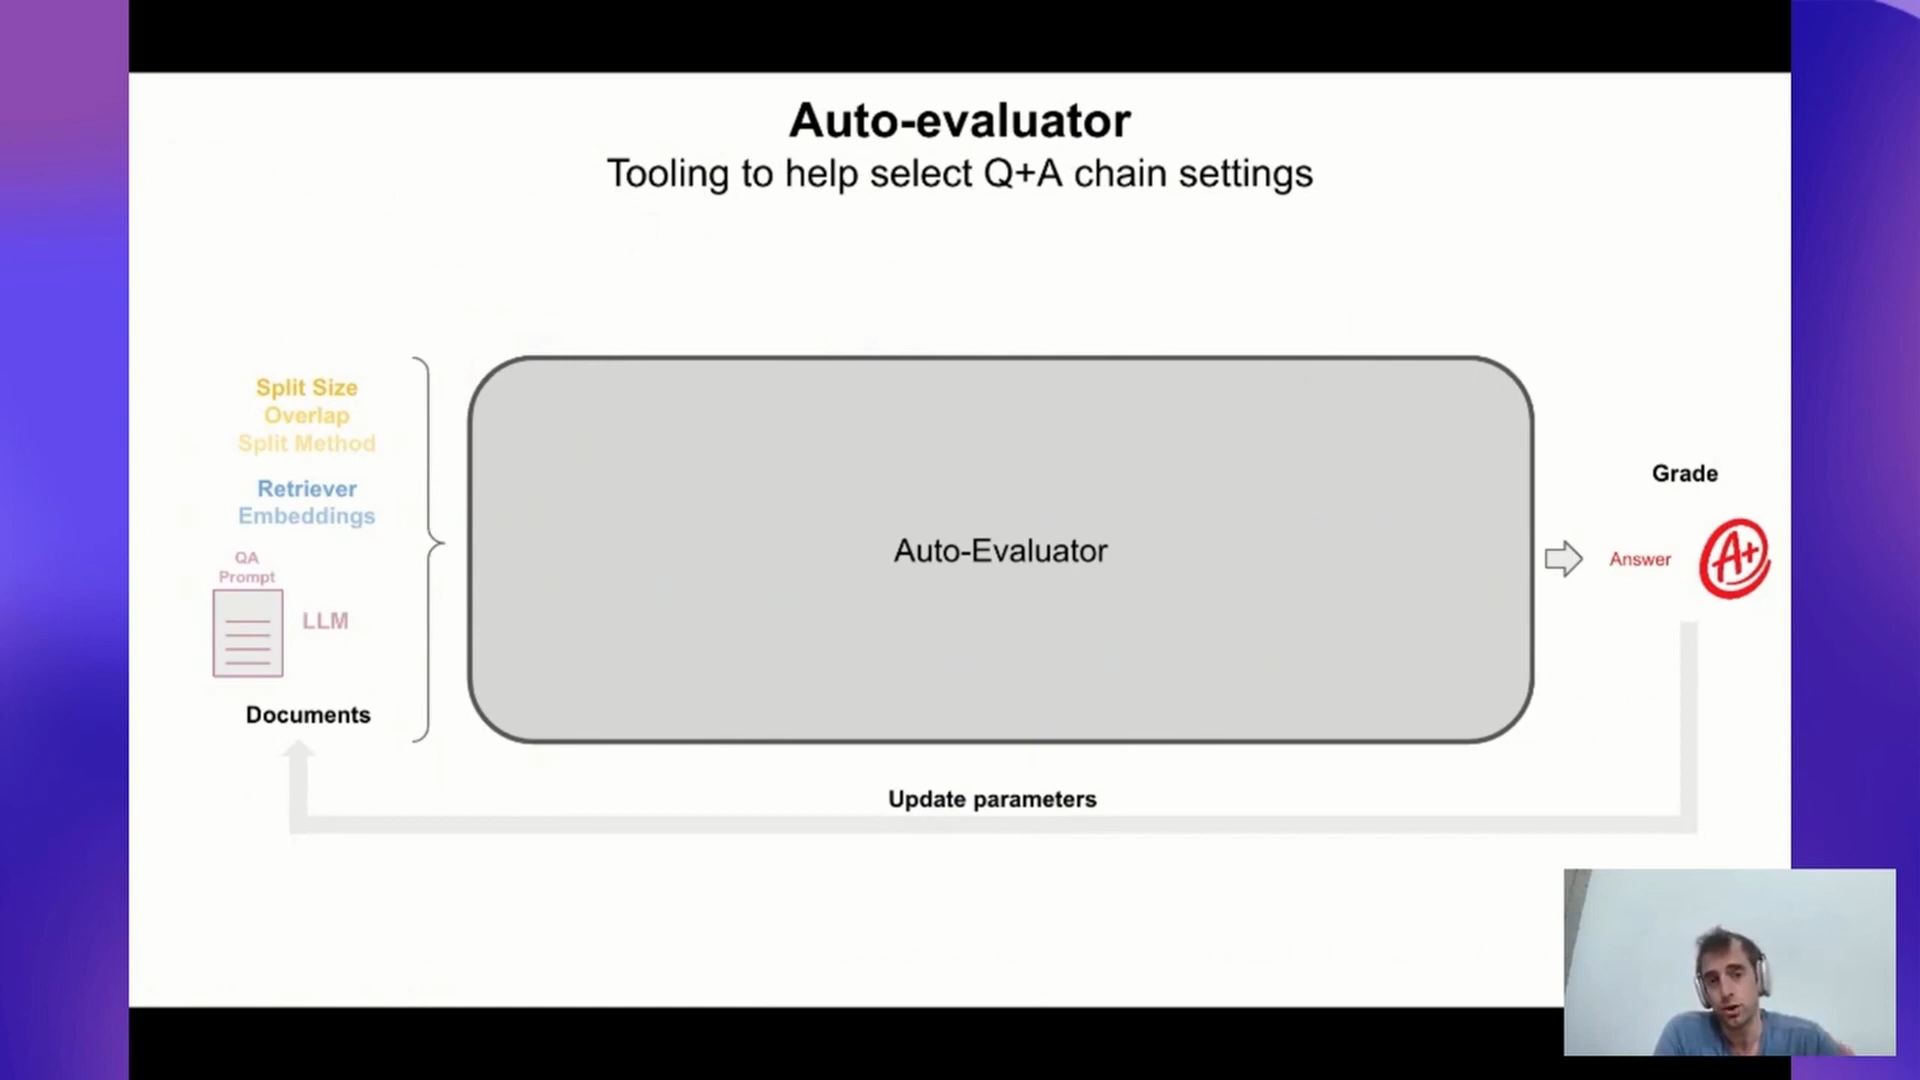 Auto-evaluator
Tooling to help select Q+A chain settings
Split Size
Overlap
Split Method
Retriever
Embeddings
QA
Prompt
LLM
Documents
Auto-Evaluator
Grade
Answer
A+
Update parameters